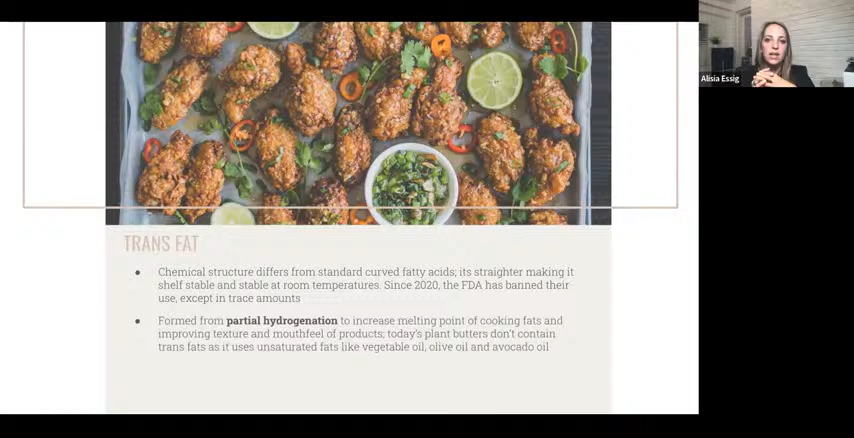 Alisia Essig
TRANS FAT
● Chemical structure differs from standard curved fatty acids; its straighter making it
shelf stable and stable at room temperatures. Since 2020, the FDA has banned their
use, except in trace amounts
● Formed from partial hydrogenation to increase melting point of cooking fats and
improving texture and mouthfeel of products; today's plant butters don't contain
trans fats as it uses unsaturated fats like vegetable oil, olive oil and avocado oil